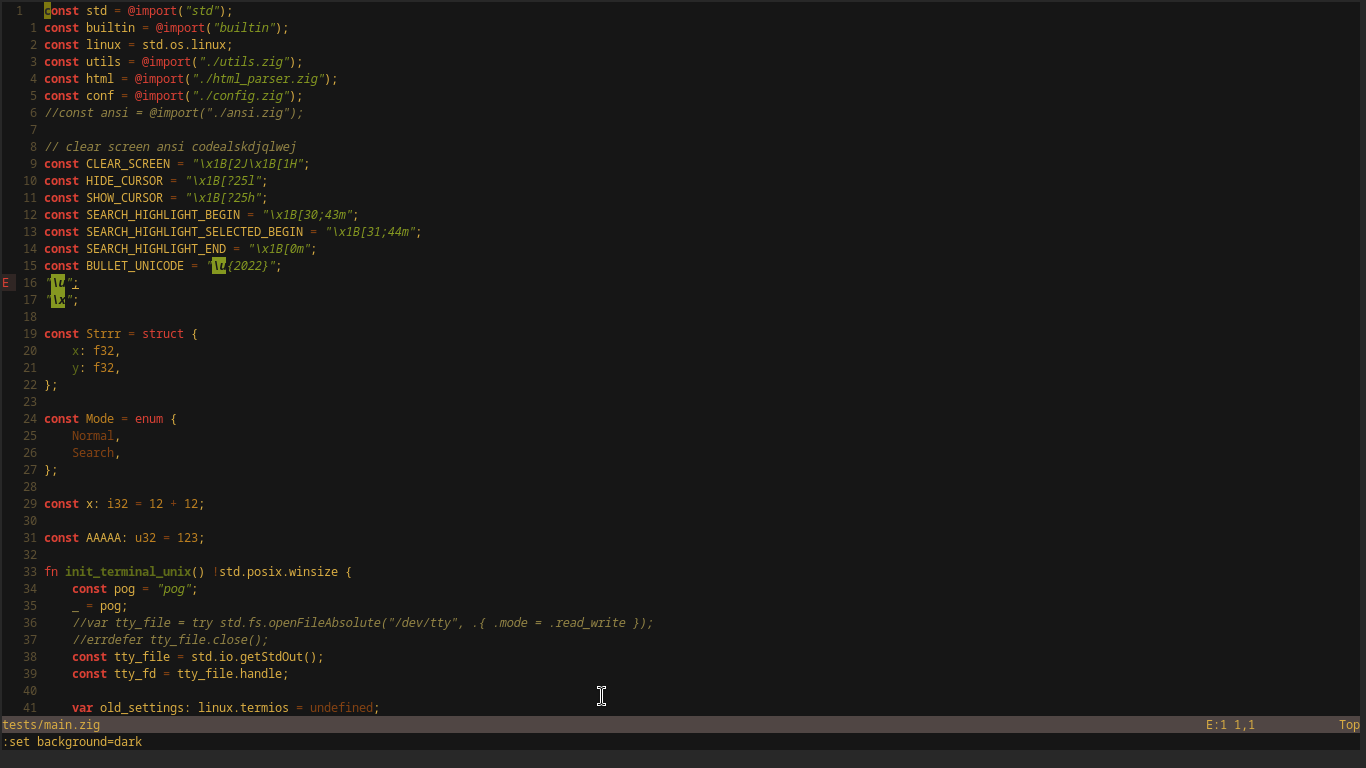 1 const std = @import("std");
1 const builtin = @import("builtin");
2 const linux = std.os.linux;
3 const utils = @import("./utils.zig");
4 const html = @import("./html_parser.zig");
5 const conf = @import("./config.zig");
6 //const ansi = @import("./ansi.zig");
7
8 // clear screen ansi codealskdjqlwej
9 const CLEAR_SCREEN = "\x1B[2J\x1B[1H";
10 const HIDE_CURSOR = "\x1B[?25l";
11 const SHOW_CURSOR = "\x1B[?25h";
12 const SEARCH_HIGHLIGHT_BEGIN = "\x1B[30;43m";
13 const SEARCH_HIGHLIGHT_SELECTED_BEGIN = "\x1B[31;44m";
14 const SEARCH_HIGHLIGHT_END = "\x1B[0m";
15 const BULLET_UNICODE = "\u{2022}";
E 16 "\u";
17 "\x";
18
19 const Strrr = struct {
20     x: f32,
21     y: f32,
22 };
23
24 const Mode = enum {
25     Normal,
26     Search,
27 };
28
29 const x: i32 = 12 + 12;
30
31 const AAAAA: u32 = 123;
32
33 fn init_terminal_unix() !std.posix.winsize {
34     const pog = "pog";
35     _ = pog;
36     //var tty_file = try std.fs.openFileAbsolute("/dev/tty", .{ .mode = .read_write });
37     //errdefer tty_file.close();
38     const tty_file = std.io.getStdOut();
39     const tty_fd = tty_file.handle;
40
41     var old_settings: linux.termios = undefined;
tests/main.zig E:1 1,1 Top
:set background=dark